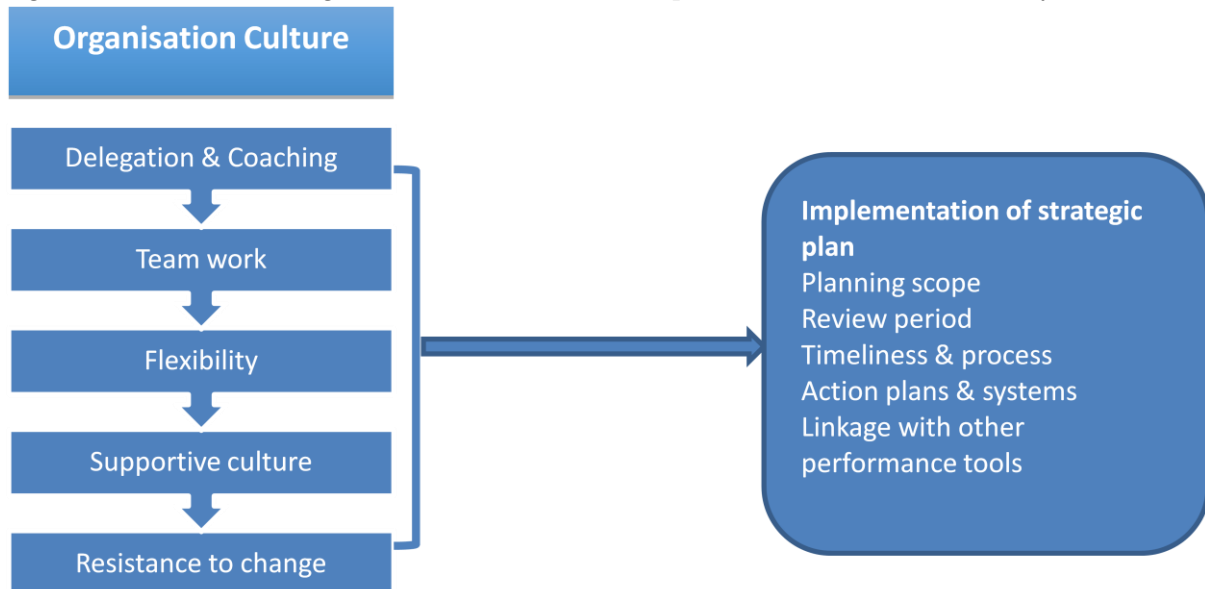 Organisation Culture
Delegation & Coaching
Team work
Flexibility
Supportive culture
Resistance to change
Implementation of strategic
plan
Planning scope
Review period
Timeliness & process
Action plans & systems
Linkage with other
performance tools